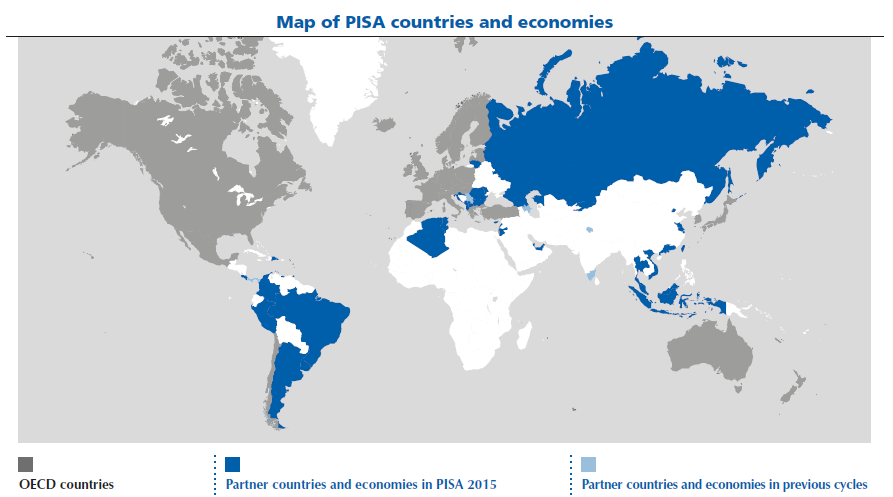 Map of PISA countries and economies
OECD countries
Partner countries and economies in PISA 2015
Partner countries and economies in previous cycles